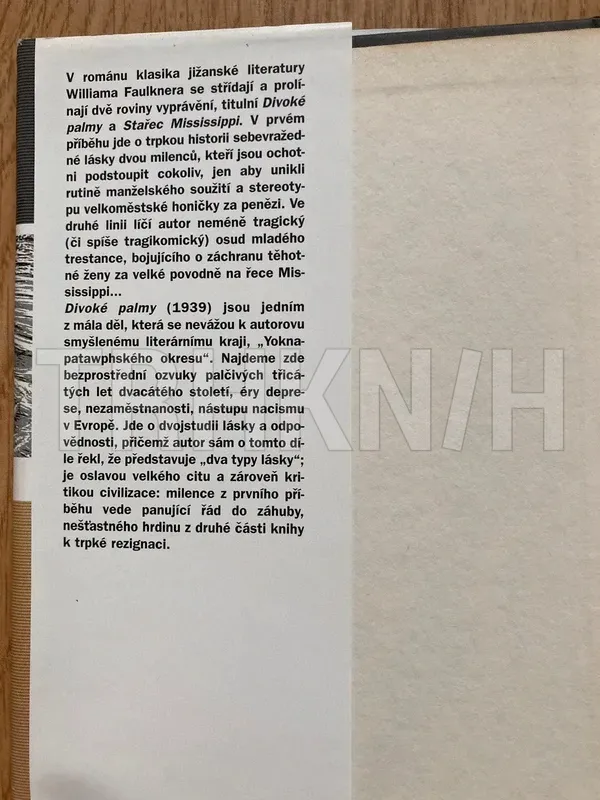 V románu klasika jižanské literatury
Williama Faulknera se střídají a prolí-
nají dvě roviny vyprávění, titulní Divoké
palmy a Stařec Mississippi. V prvém
příběhu jde o trpkou historii sebevražed-
né lásky dvou milenců, kteří jsou ochot-
ni podstoupit cokoliv, jen aby unikli
rutině manželského soužití a stereoty-
pu velkoměstské honičky za penězi. Ve
druhé linii líčí autor neméně tragický
(či spíše tragikomický) osud mladého
trestance, bojujícího o záchranu těhot-
né ženy za velké povodně na řece Mis-
sissippi...
Divoké palmy (1939) jsou jedním
z mála děl, která se nevážou k autorovu
smyšlenému literárnímu kraji, „Yokna-
patawphského okresu“. Najdeme zde
bezprostřední ozvuky palčivých třicá-
tých let dvacátého století, éry depre-
se, nezaměstnanosti, nástupu nacismu
v Evropě. Jde o dvojstudii lásky a odpo-
vědnosti, přičemž autor sám o tomto dí-
le řekl, že představuje „dva typy lásky“;
je oslavou velkého citu a zároveň kri-
tikou civilizace: milence z prvního pří-
běhu vede panující řád do záhuby,
nešťastného hrdinu z druhé části knihy
k trpké rezignaci.